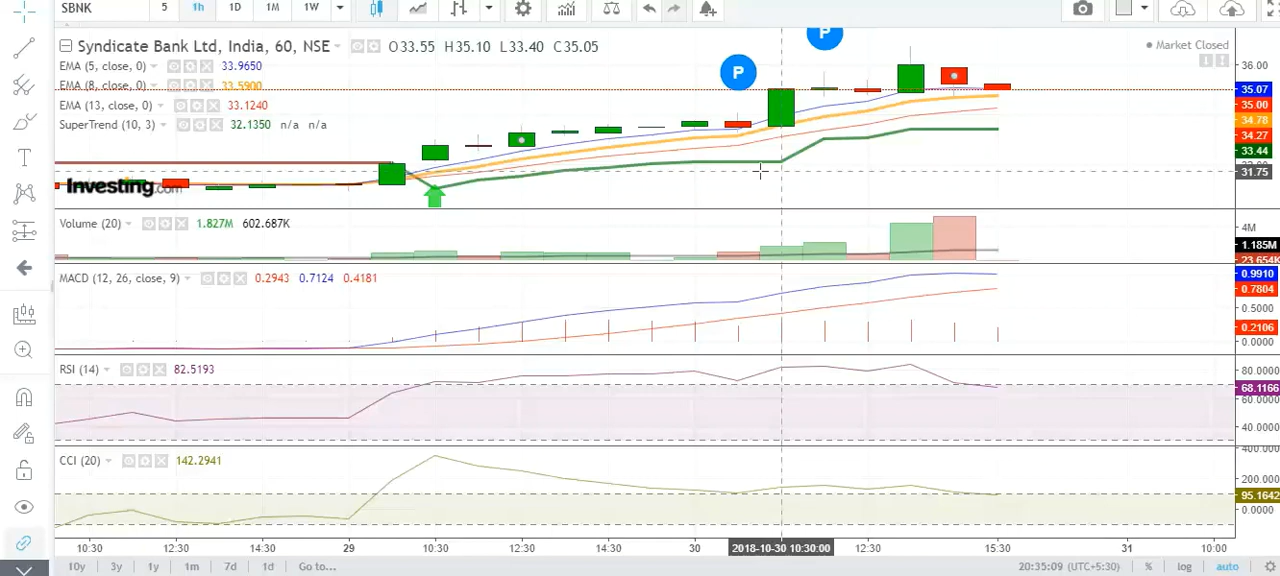 SBNK 5 1h 1D 1M 1W
Syndicate Bank Ltd, India, 60, NSE O33.55 H35.10 L33.40 C35.05
Market Closed
P
P
EMA (5, close, 0) 33.9650
EMA (8, close, 0) 33.5900
EMA (13, close, 0) 33.1240
SuperTrend (10, 3) 32.1350 n/a n/a
36.00
35.07
35.00
34.78
34.27
33.44
31.75
Investing.com
Volume (20) 1.827M 602.687K
4M
1.185M
23.654K
MACD (12, 26, close, 9) 0.2943 0.7124 0.4181
0.9910
0.7804
0.5000
0.2106
0.0000
RSI (14) 82.5193
80.0000
68.1166
60.0000
40.0000
CCI (20) 142.2941
400.0000
200.0000
95.1642
0.0000
10:30 12:30 14:30 29 10:30 12:30 14:30 30 2018-10-30 10:30:00 12:30 15:30 31 10:00
10y 3y 1y 1m 7d 1d Go to... 20:35:09 (UTC+5:30) % log auto